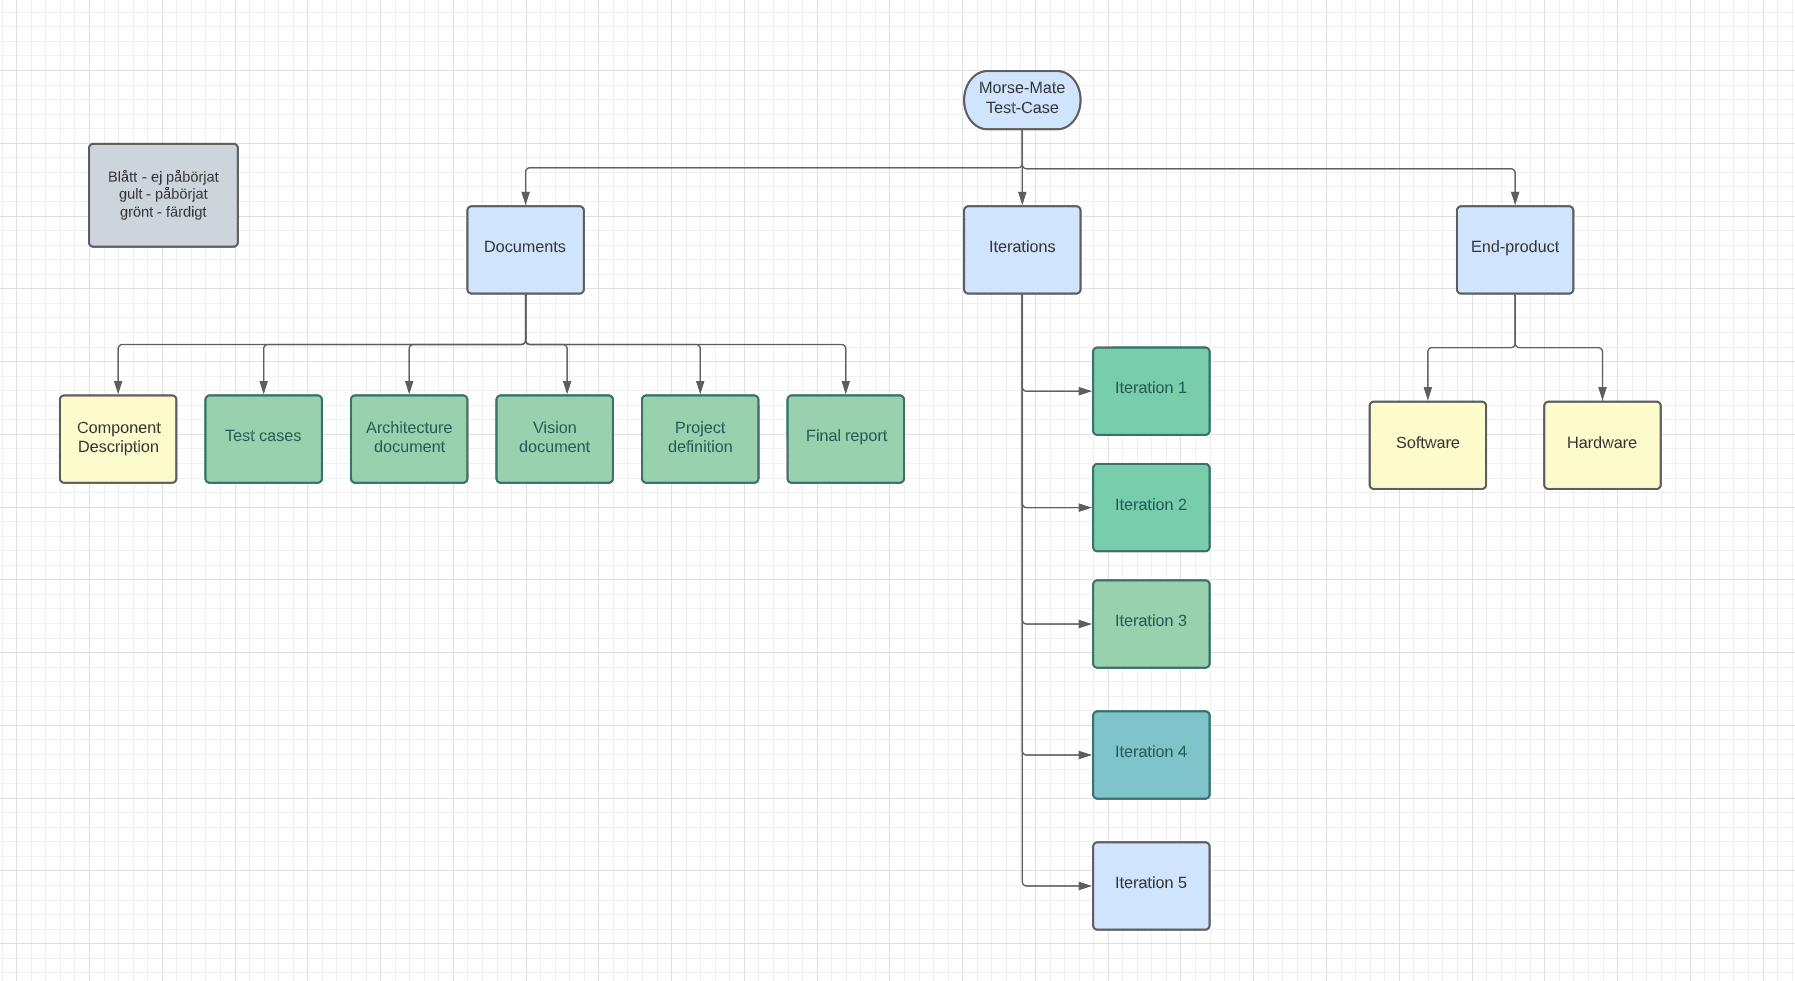 Morse-Mate
Test-Case
Blått - ej påbörjat
gult - påbörjat
grönt - färdigt
Documents
Iterations
End-product
Component
Description
Test cases
Architecture
document
Vision
document
Project
definition
Final report
Iteration 1
Iteration 2
Iteration 3
Iteration 4
Iteration 5
Software
Hardware